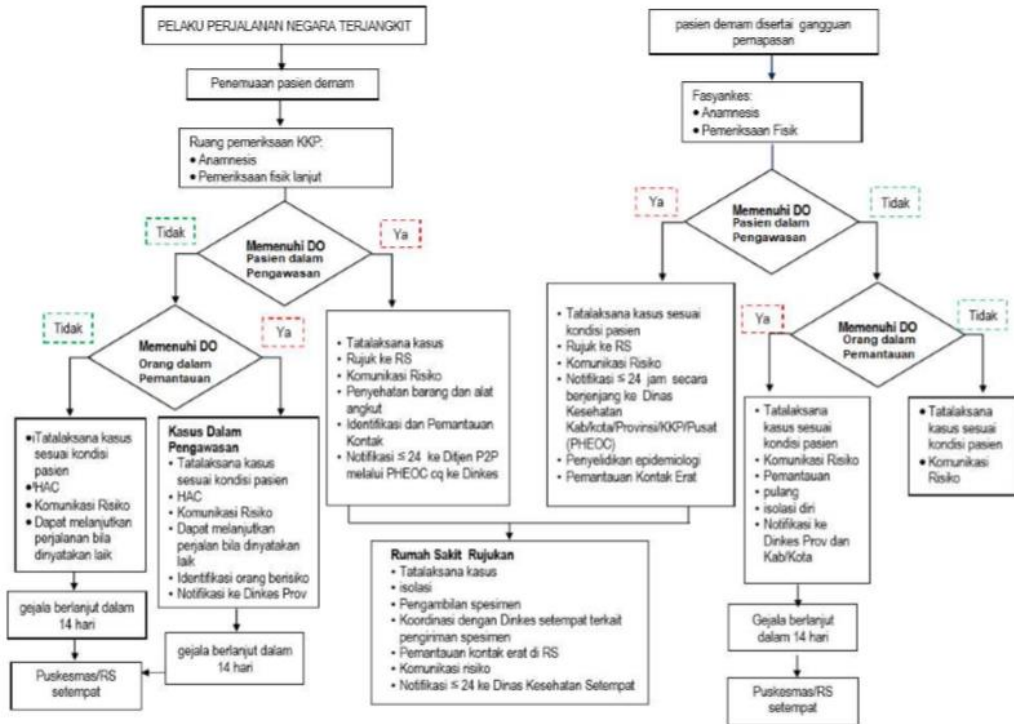 PELAKU PERJALANAN NEGARA TERJANGKIT
Penemuaan pasien demam
Ruang pemeriksaan KKP:
● Anamnesis
● Pemeriksaan fisik lanjut
Tidak
Memenuhi DO
Pasien dalam
Pengawasan
Ya
Tidak
Memenuhi DO
Orang dalam
Pemantauan
Ya
● Tatalaksana kasus
sesuai kondisi
pasien
● HAC
● Komunikasi Risiko
● Dapat melanjutkan
perjalanan bila
dinyatakan laik
gejala berlanjut dalam
14 hari
Puskesmas/RS
setempat
Kasus Dalam
Pengawasan
• Tatalaksana kasus
sesuai kondisi pasien
• HAC
• Komunikasi Risiko
• Dapat melanjutkan
perjalan bila dinyatakan
laik
• Identifikasi orang berisiko
• Notifikasi ke Dinkes Prov
gejala berlanjut dalam
14 hari
• Tatalaksana kasus
• Rujuk ke RS
• Komunikasi Risiko
• Penyehatan barang dan alat
angkut
• Identifikasi dan Pemantauan
Kontak
• Notifikasi ≤ 24 ke Ditjen P2P
melalui PHEOC cq ke Dinkes
Rumah Sakit Rujukan
• Tatalaksana kasus
• isolasi
• Pengambilan spesimen
• Koordinasi dengan Dinkes setempat terkait
pengiriman spesimen
• Pemantauan kontak erat di RS
• Komunikasi risiko
• Notifikasi ≤ 24 ke Dinas Kesehatan Setempat
pasien demam disertai gangguan
pernapasan
Fasyankes:
● Anamnesis
● Pemeriksaan Fisik
Ya
Memenuhi DO
Pasien dalam
Pengawasan
Tidak
• Tatalaksana kasus sesuai
kondisi pasien
• Rujuk ke RS
• Komunikasi Risiko
• Notifikasi ≤ 24 jam secara
berjenjang ke Dinas
Kesehatan
Kab/kota/Provinsi/KKP/Pusat
(PHEOC)
• Penyelidikan epidemiologi
• Pemantauan Kontak Erat
Ya
Memenuhi DO
Orang dalam
Pemantauan
Tidak
• Tatalaksana
kasus sesuai
kondisi pasien
• Komunikasi Risiko
• Pemantauan
• pulang
• isolasi diri
• Notifikasi ke
Dinkes Prov dan
Kab/Kota
Gejala berlanjut
dalam 14 hari
Puskesmas/RS
setempat
• Tatalaksana
kasus sesuai
kondisi pasien
● Komunikasi
Risiko